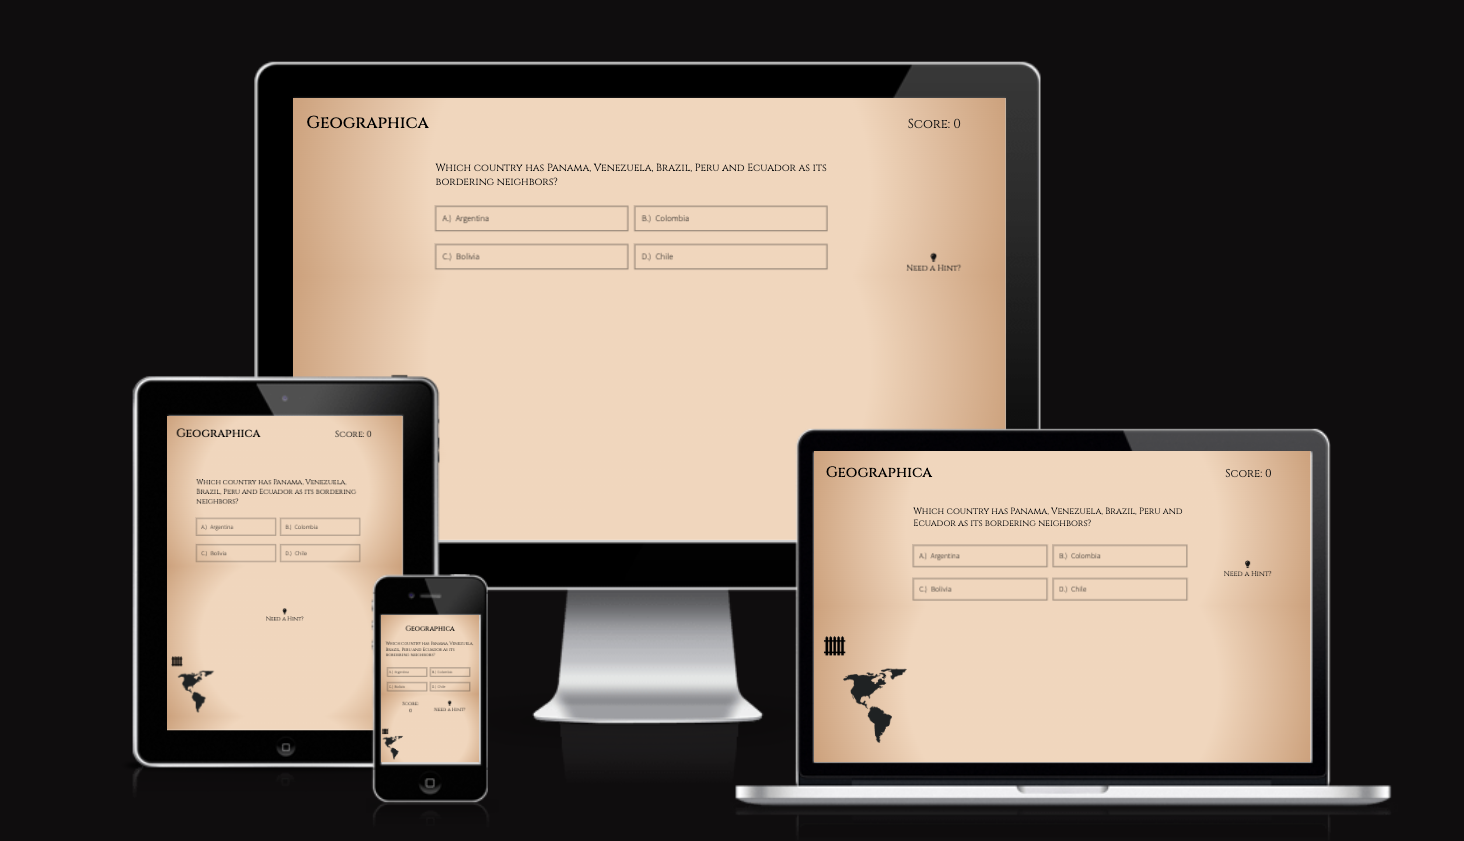 Geographica
Score: 0
Which country has Panama, Venezuela, Brazil, Peru and Ecuador as its
bordering neighbors?
A.) Argentina
B.) Colombia
C.) Bolivia
D.) Chile
Need a Hint?
Geographica
Score: 0
Which country has Panama, Venezuela,
Brazil, Peru and Ecuador as its bordering
neighbors?
A.) Argentina
B.) Colombia
C.) Bolivia
D.) Chile
Need a Hint?
Geographica
Which country has Panama, Venezuela,
Brazil, Peru and Ecuador as its
bordering neighbors?
A.) Argentina
B.) Colombia
C.) Bolivia
D.) Chile
Score:
0
Need a Hint?
Geographica
Score: 0
Which country has Panama, Venezuela, Brazil, Peru and
Ecuador as its bordering neighbors?
A.) Argentina
B.) Colombia
C.) Bolivia
D.) Chile
Need a Hint?